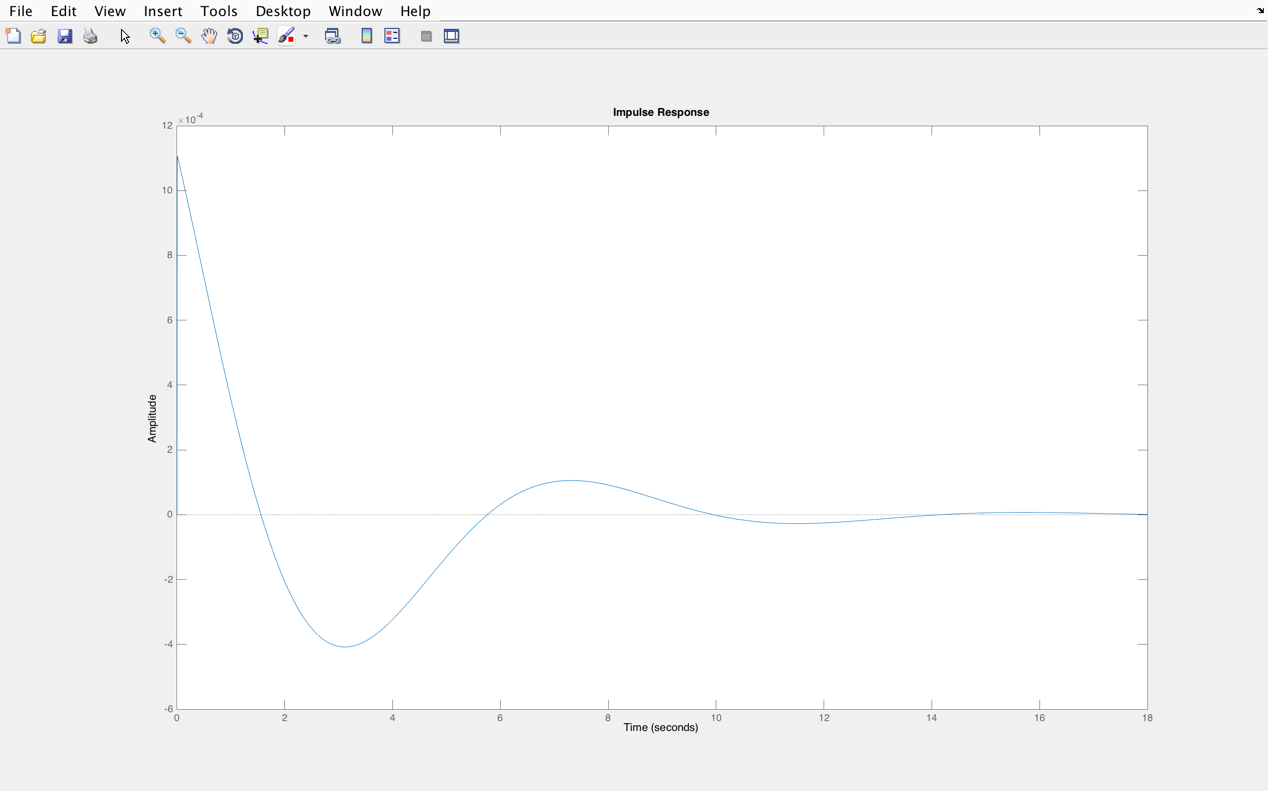 File Edit View Insert Tools Desktop Window Help
Impulse Response
×10-4
12
10
8
6
4
2
0
-2
-4
-6
Amplitude
0 2 4 6 8 10 12 14 16 18
Time (seconds)